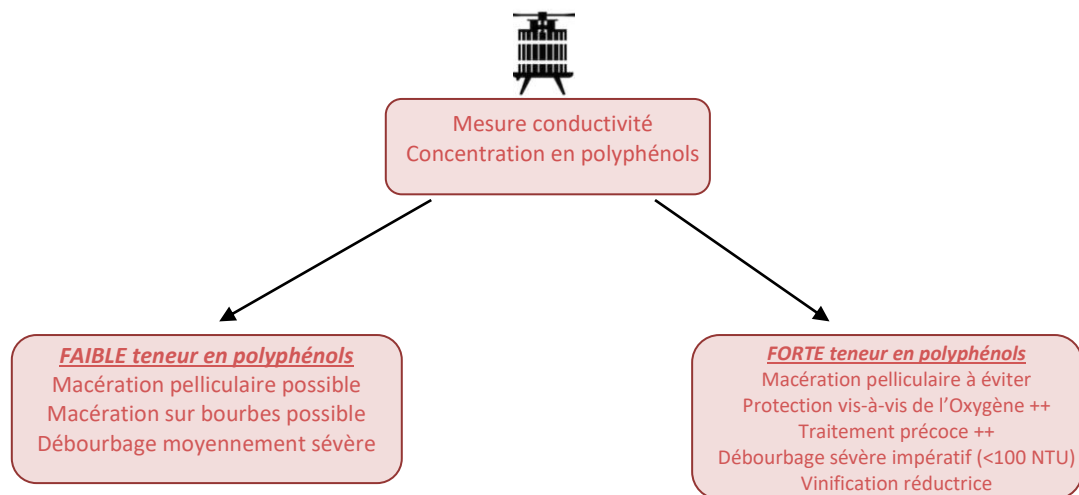 Mesure conductivité
Concentration en polyphénols
FAIBLE teneur en polyphénols
Macération pelliculaire possible
Macération sur bourbes possible
Débourbage moyennement sévère
FORTE teneur en polyphénols
Macération pelliculaire à éviter
Protection vis-à-vis de l’Oxygène ++
Traitement précoce ++
Débourbage sévère impératif (<100 NTU)
Vinification réductrice